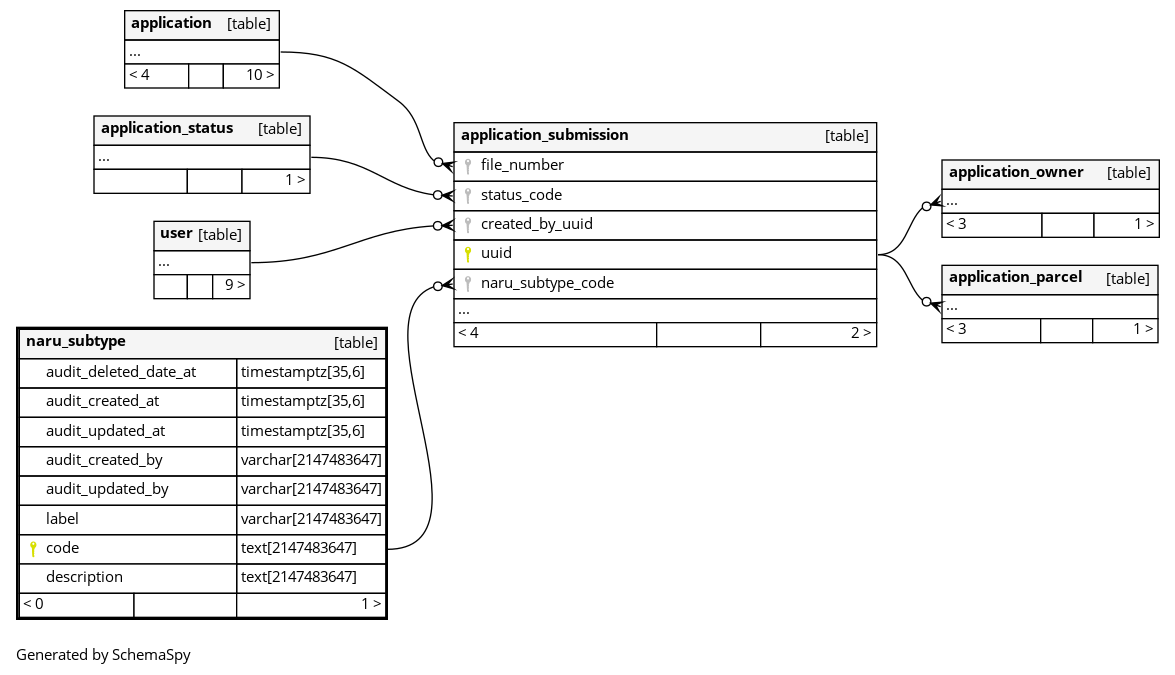 application [table]
...
< 4 10 >
application_status [table]
...
1 >
user [table]
...
9 >
naru_subtype [table]
audit_deleted_date_at timestamptz[35,6]
audit_created_at timestamptz[35,6]
audit_updated_at timestamptz[35,6]
audit_created_by varchar[2147483647]
audit_updated_by varchar[2147483647]
label varchar[2147483647]
code text[2147483647]
description text[2147483647]
< 0 1 >
application_submission [table]
file_number
status_code
created_by_uuid
uuid
naru_subtype_code
...
< 4 2 >
application_owner [table]
...
< 3 1 >
application_parcel [table]
...
< 3 1 >
Generated by SchemaSpy